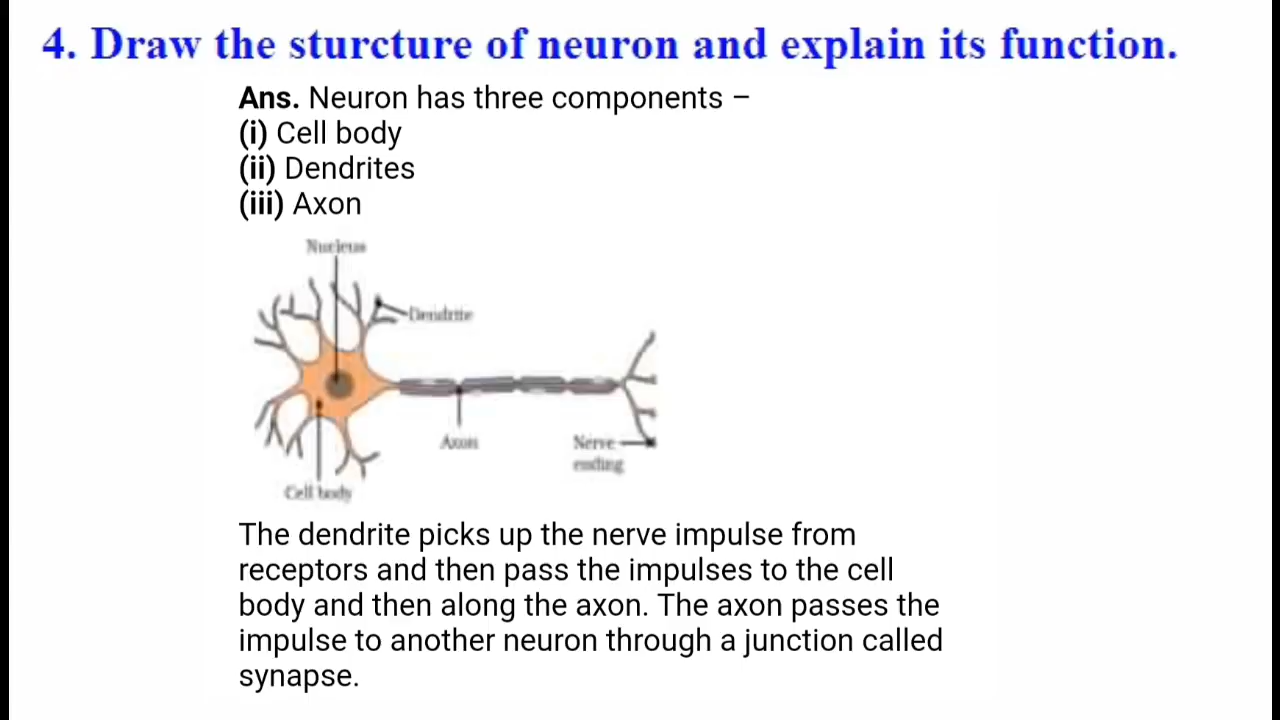 4. Draw the sturcture of neuron and explain its function.
Ans. Neuron has three components –
(i) Cell body
(ii) Dendrites
(iii) Axon
Nucleus
Dendrite
Axon
Nerve
ending
Cell body
The dendrite picks up the nerve impulse from
receptors and then pass the impulses to the cell
body and then along the axon. The axon passes the
impulse to another neuron through a junction called
synapse.